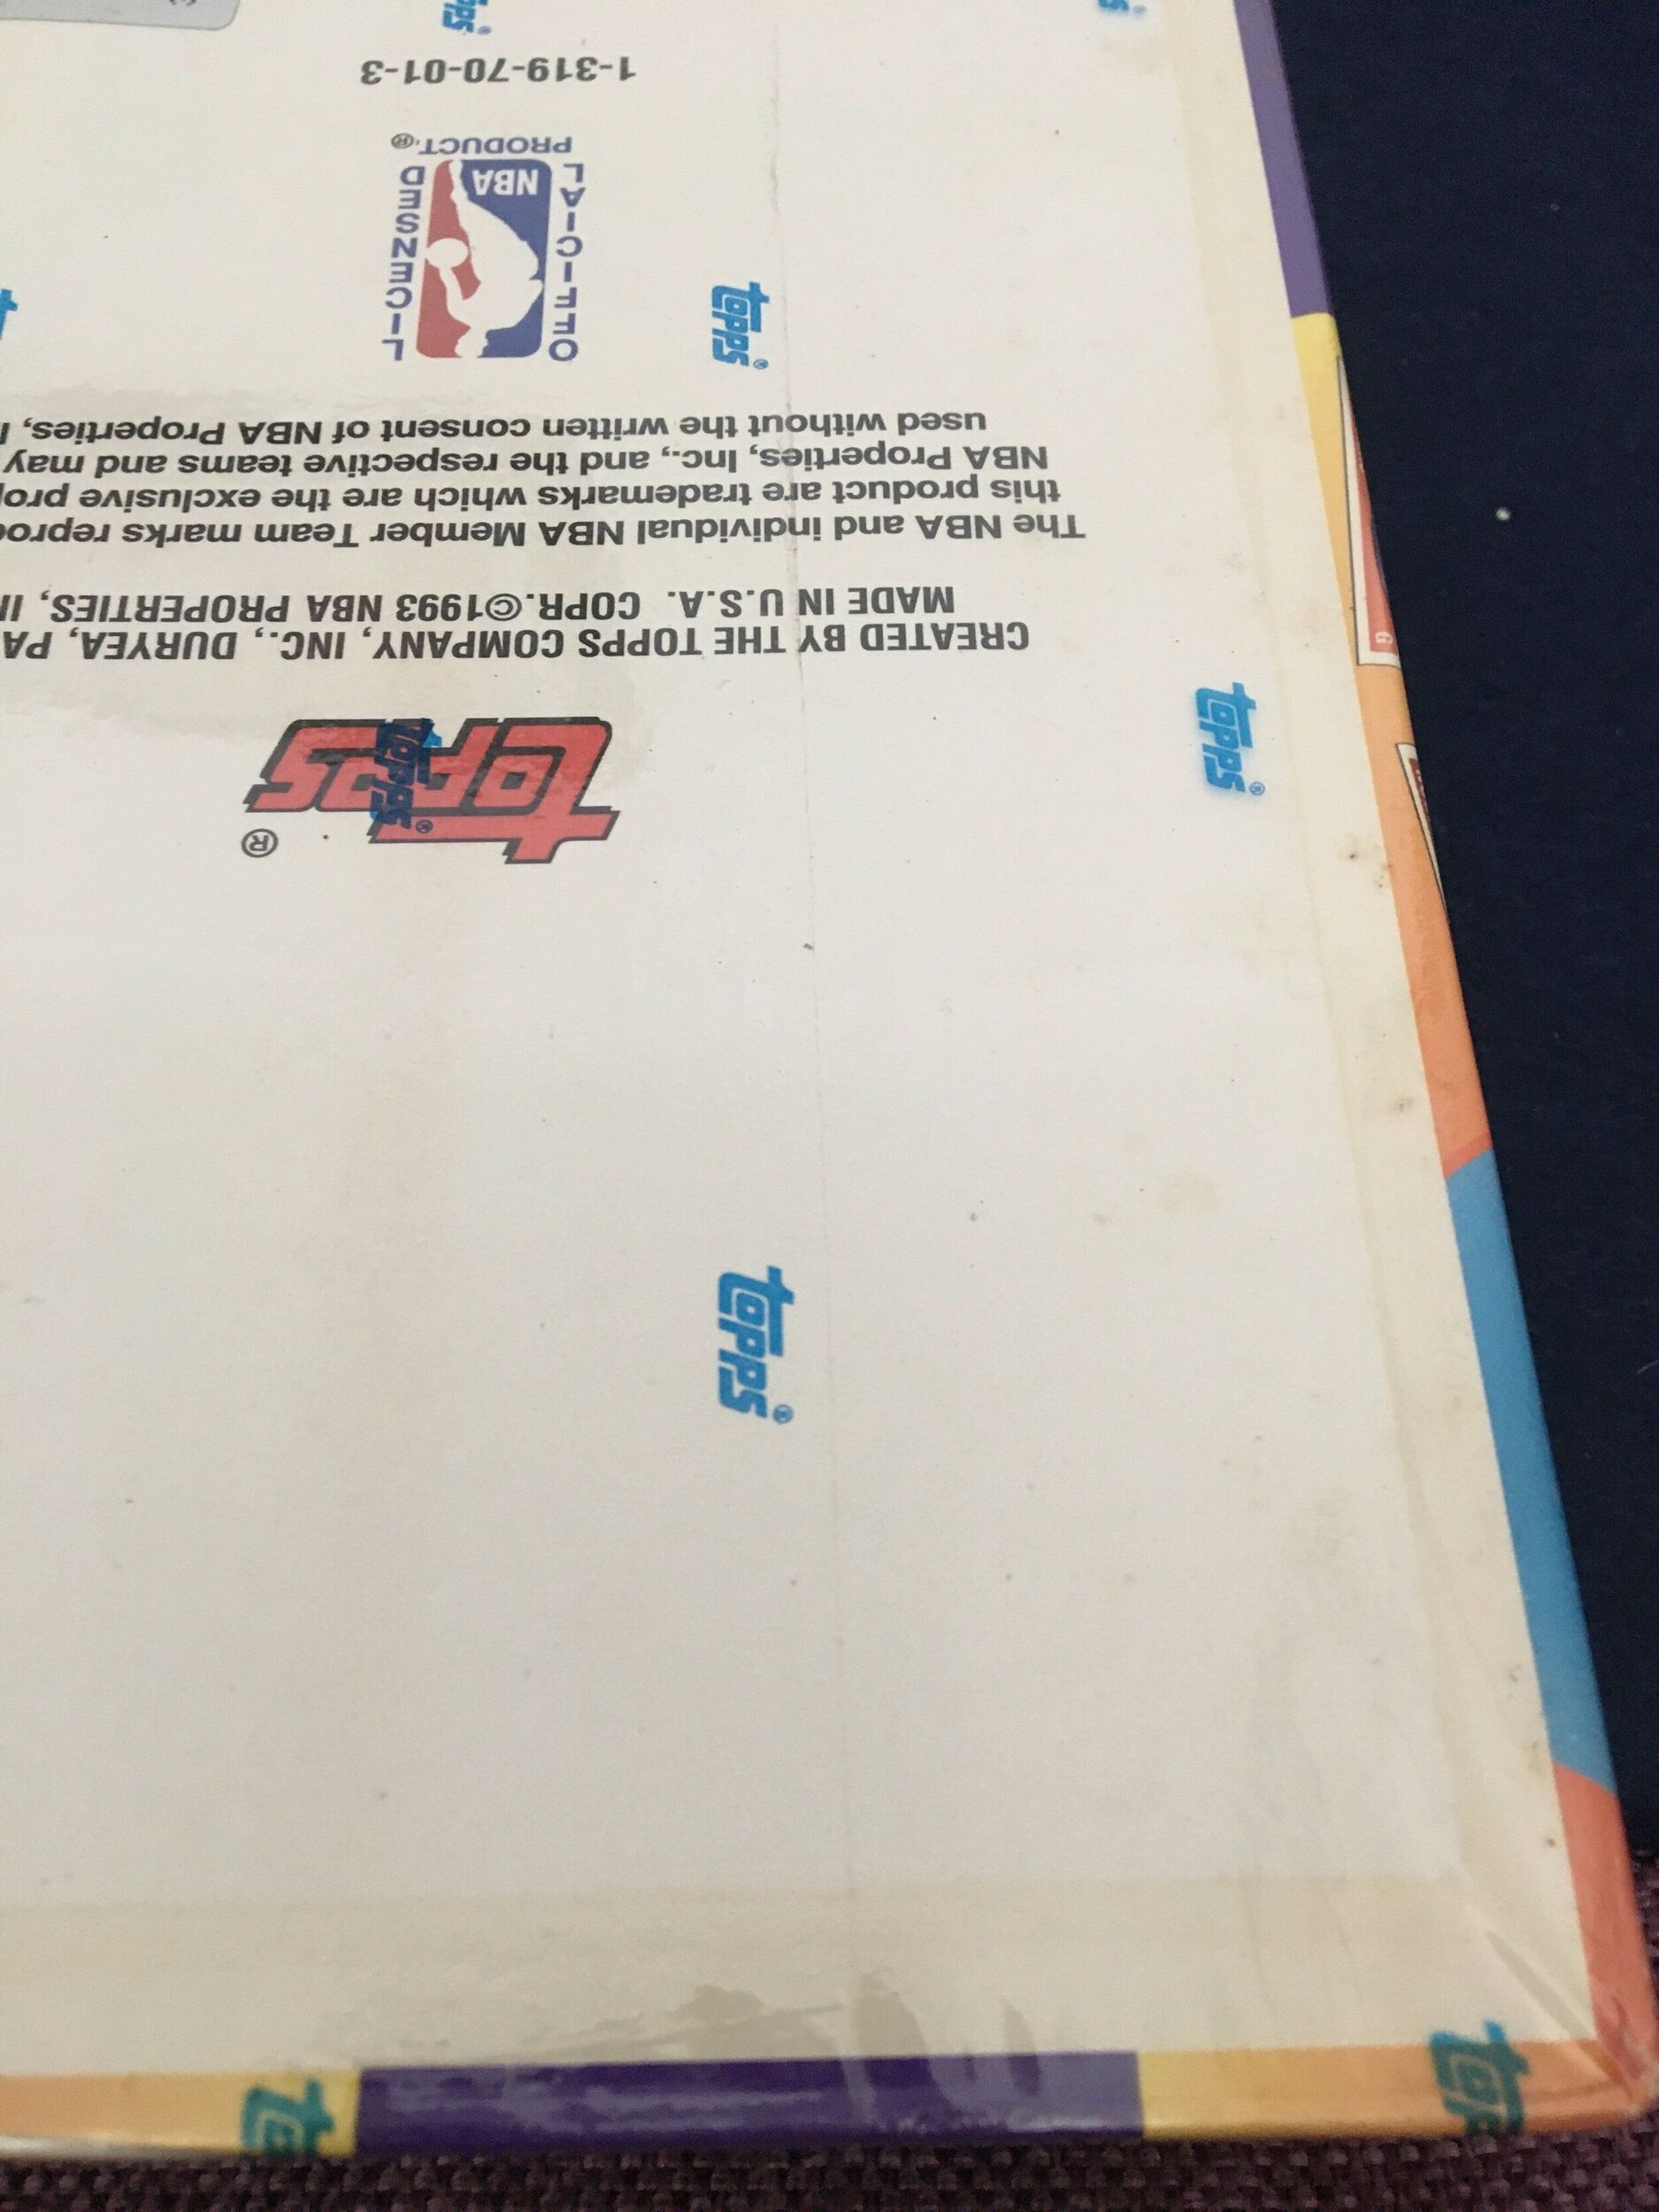 topps®
CREATED BY THE TOPPS COMPANY, INC., DURYEA, PA
MADE IN U.S.A. COPR.©1993 NBA PROPERTIES,
The NBA and individual NBA Member Team marks
this product are trademarks which are the exclusive
NBA Properties, Inc., and the respective teams and may
used without the written consent of NBA Properties,
OFFICIAL LICENSED
NBA
PRODUCT®
1-319-70-01-3
topps®
topps®
topps®
topps®